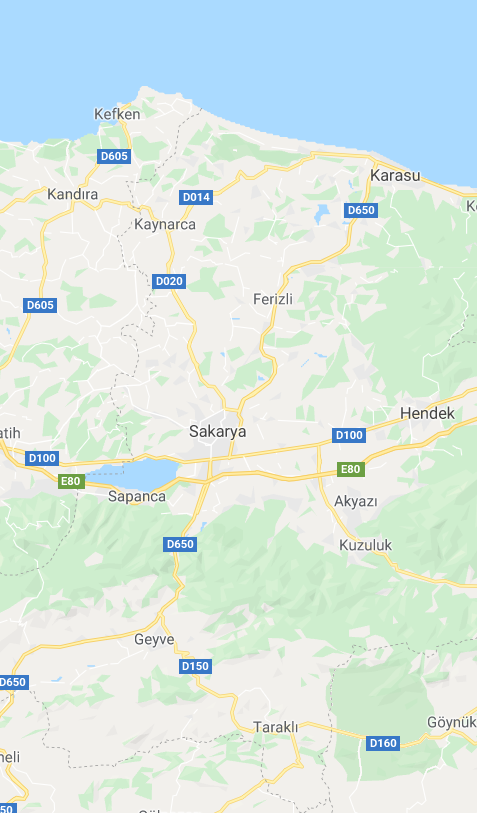 Kefken
D605
Karasu
Kandıra
D014
D650
Kaynarca
D020
Ferizli
D605
Hendek
Sakarya
D100
atih
D100
E80
E80
Sapanca
Akyazı
D650
Kuzuluk
Geyve
D150
D650
Taraklı
Göynük
D160
neli
50